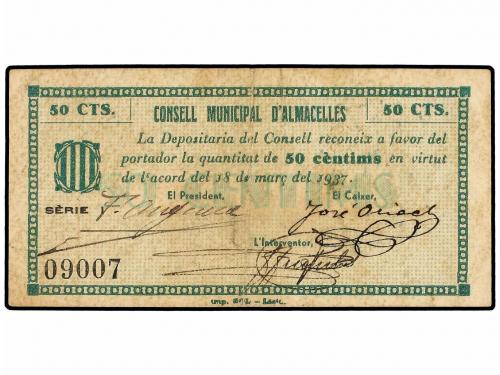 50 CTS. CONSELL MUNICIPAL D'ALMACELLES 50 CTS.
La Depositaria del Consell reconeix a favor del
portador la quantitat de 50 cèntims en virtut
de l'acord del 18 de març del 1937.
El President, El Caixer,
SÈRIE
José
L'Interventor,
09007
Imp.